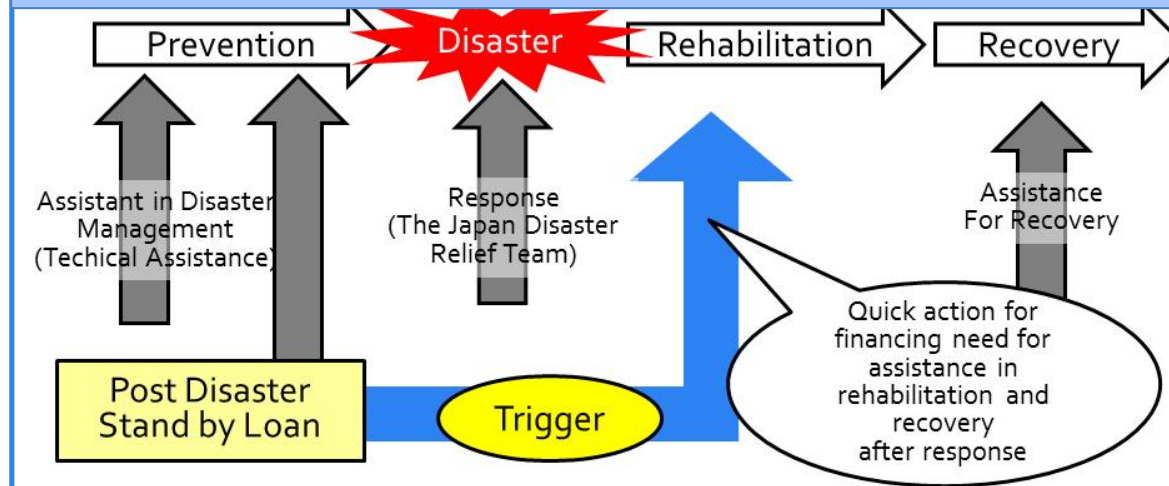 Prevention
Disaster
Rehabilitation
Recovery
Assistant in Disaster
Management
(Techical Assistance)
Response
(The Japan Disaster
Relief Team)
Assistance
For Recovery
Quick action for
financing need for
assistance in
rehabilitation and
recovery
after response
Post Disaster
Stand by Loan
Trigger